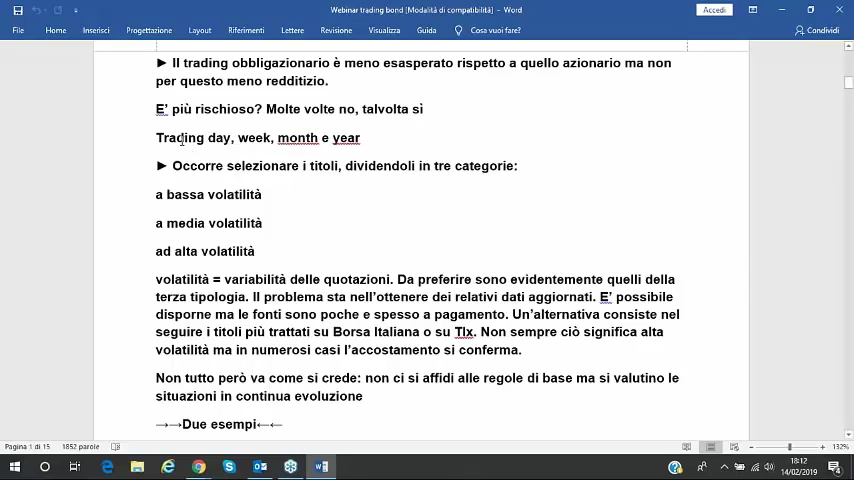 Webinar trading bond [Modalità di compatibilità] - Word
Accedi
File Home Inserisci Progettazione Layout Riferimenti Lettere Revisione Visualizza Guida Cosa vuoi fare? Condividi
► Il trading obbligazionario è meno esasperato rispetto a quello azionario ma non
per questo meno redditizio.
E’ più rischioso? Molte volte no, talvolta sì
Trading day, week, month e year
► Occorre selezionare i titoli, dividendoli in tre categorie:
a bassa volatilità
a media volatilità
ad alta volatilità
volatilità = variabilità delle quotazioni. Da preferire sono evidentemente quelli della
terza tipologia. Il problema sta nell’ottenere dei relativi dati aggiornati. E’ possibile
disporne ma le fonti sono poche e spesso a pagamento. Un’alternativa consiste nel
seguire i titoli più trattati su Borsa Italiana o su Tlx. Non sempre ciò significa alta
volatilità ma in numerosi casi l’accostamento si conferma.
Non tutto però va come si crede: non ci si affidi alle regole di base ma si valutino le
situazioni in continua evoluzione
→→Due esempi←←
Pagina 1 di 15 1852 parole 132%
18:12
14/02/2019